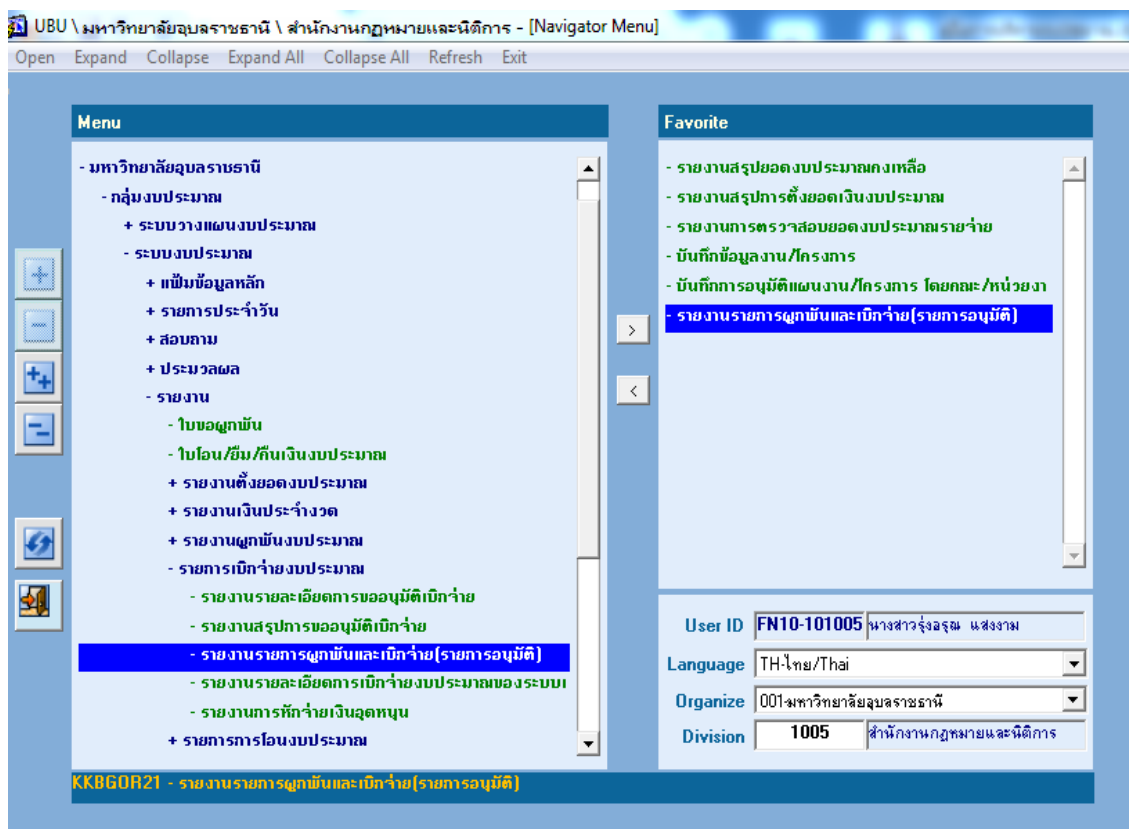 UBU \ มหาวิทยาลัยอุบลราชธานี \ สำนักงานกฎหมายและนิติการ - [Navigator Menu]
Open Expand Collapse Expand All Collapse All Refresh Exit
Menu
- มหาวิทยาลัยอุบลราชธานี
- กลุ่มงบประมาณ
+ ระบบวางแผนงบประมาณ
- ระบบงบประมาณ
+ แฟ้มข้อมูลหลัก
+ รายการประจำวัน
+ สอบถาม
+ ประมวลผล
- รายงาน
- ใบขอผูกพัน
- ใบโอน/ยืม/คืนเงินงบประมาณ
+ รายงานตั้งยอดงบประมาณ
+ รายงานเงินประจำงวด
+ รายงานผูกพันงบประมาณ
- รายการเบิกจ่ายงบประมาณ
- รายงานรายละเอียดการขออนุมัติเบิกจ่าย
- รายงานสรุปการขออนุมัติเบิกจ่าย
- รายงานรายการผูกพันและเบิกจ่าย(รายการอนุมัติ)
- รายงานรายละเอียดการเบิกจ่ายงบประมาณของระบบเ
- รายงานการหักจ่ายเงินอุดหนุน
+ รายการการโอนงบประมาณ
>
<
Favorite
- รายงานสรุปยอดงบประมาณคงเหลือ
- รายงานสรุปการตั้งยอดเงินงบประมาณ
- รายงานการตรวจสอบยอดงบประมาณรายจ่าย
- บันทึกข้อมูลงาน/โครงการ
- บันทึกการอนุมัติแผนงาน/โครงการ โดยคณะ/หน่วยงา
- รายงานรายการผูกพันและเบิกจ่าย(รายการอนุมัติ)
User ID FN10-101005 นางสาวรุ่งอรุณ แสงงาม
Language TH-ไทย/Thai
Organize 001-มหาวิทยาลัยอุบลราชธานี
Division 1005 สำนักงานกฎหมายและนิติการ
KKBGOR21 - รายงานรายการผูกพันและเบิกจ่าย(รายการอนุมัติ)